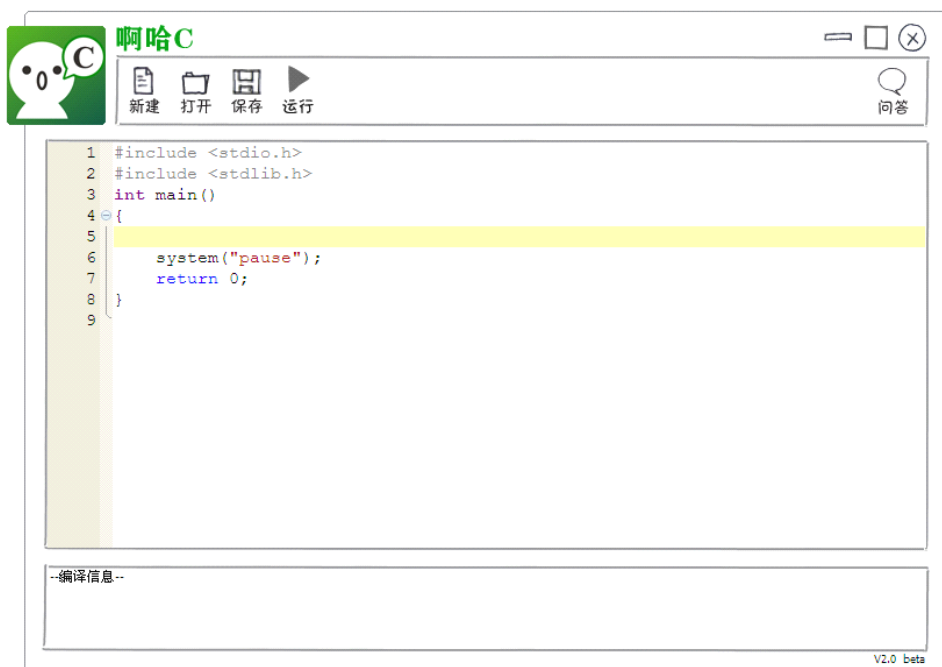 啊哈C
C
新建 打开 保存 运行 问答
1 #include <stdio.h>
2 #include <stdlib.h>
3 int main()
4 {
5
6     system("pause");
7     return 0;
8 }
9
--编译信息--
V2.0 beta